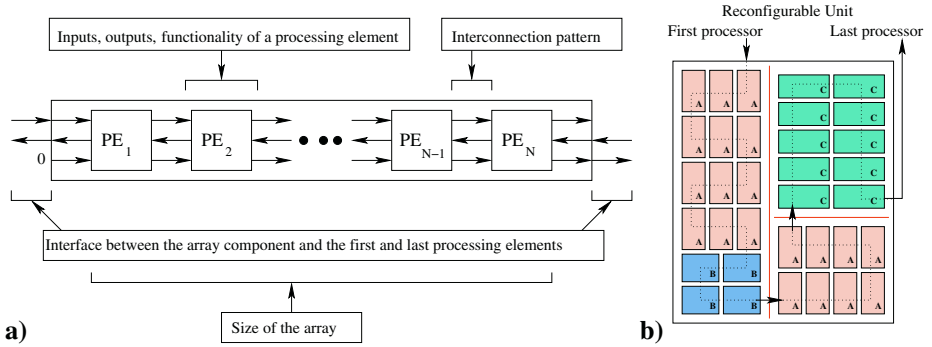 Inputs, outputs, functionality of a processing element
Interconnection pattern
0
PE1
PE2
PEN−1
PEN
Interface between the array component and the first and last processing elements
Size of the array
a)
Reconfigurable Unit
First processor
Last processor
A A A
C C
A A A
C C
A A A
C C
A A A
C C
C C
B B
A A A A
B B
A A A A
b)